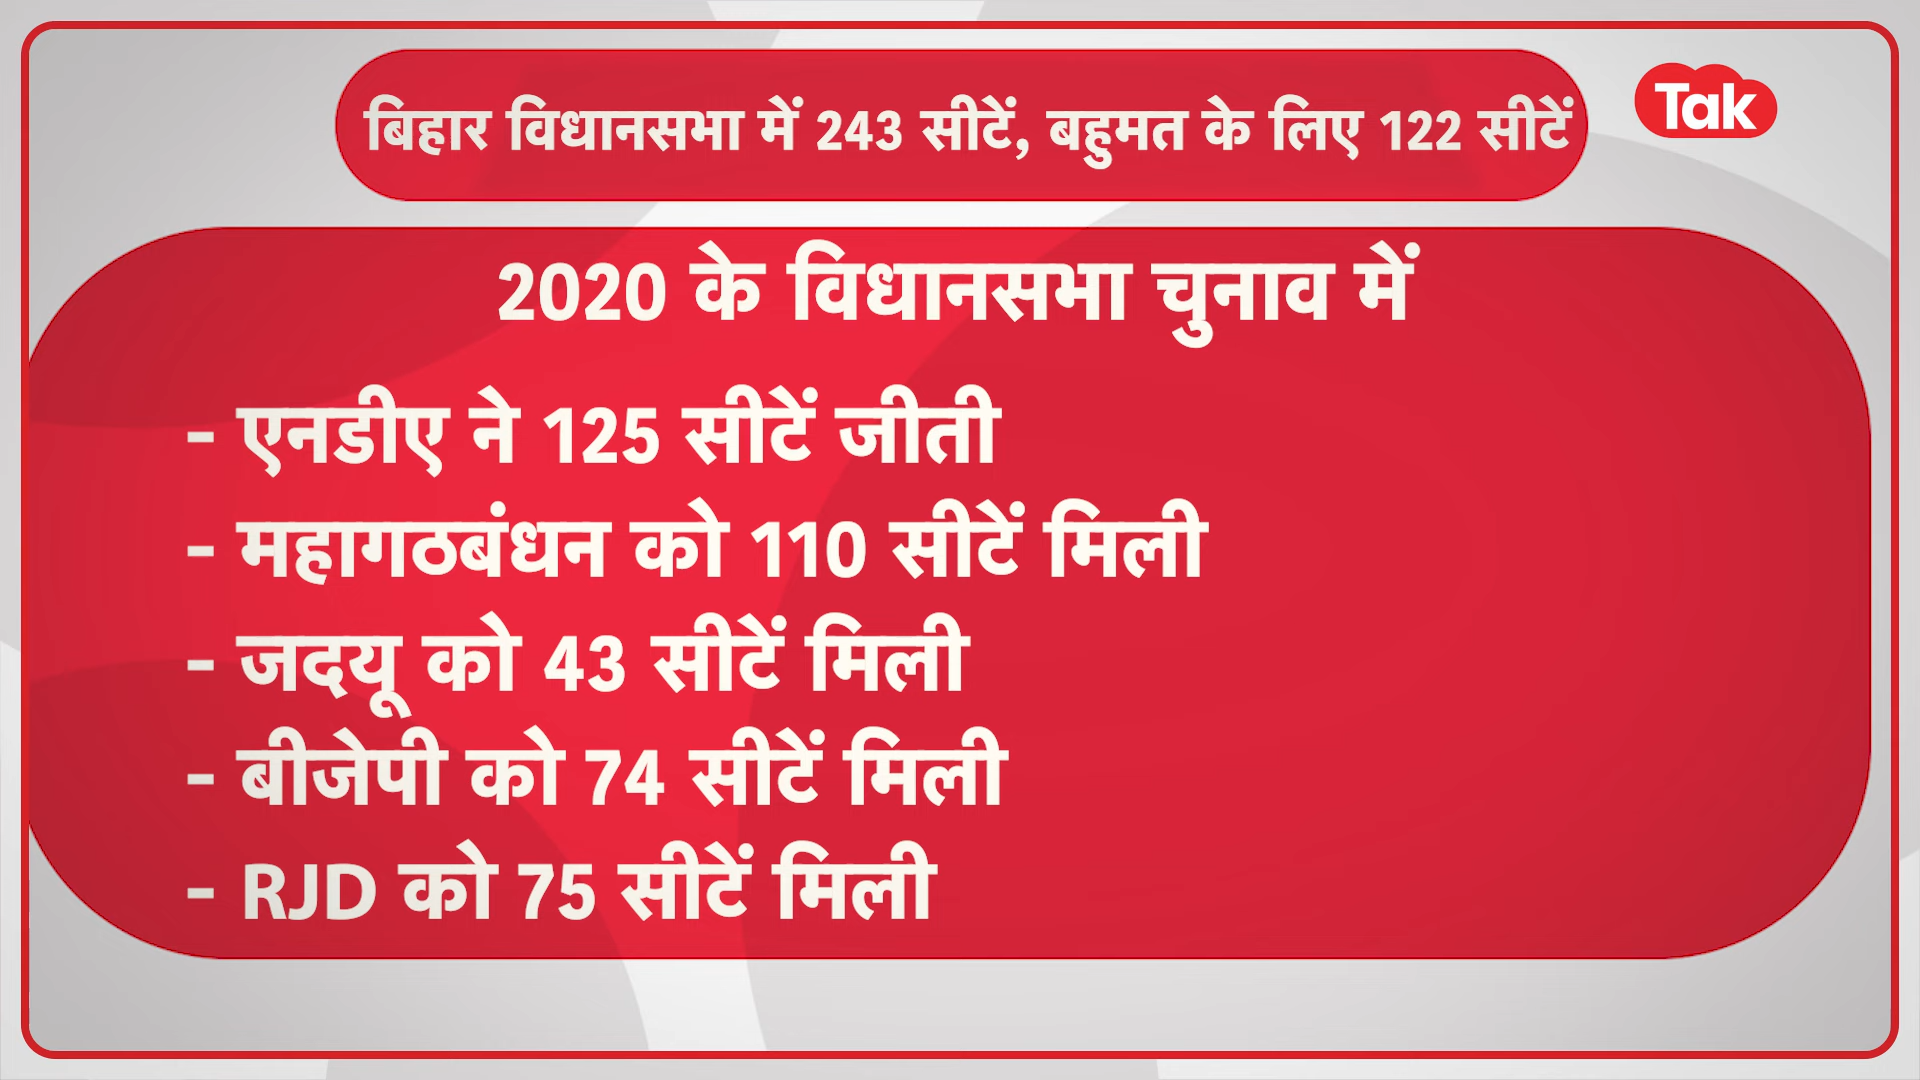 बिहार विधानसभा में 243 सीटें, बहुमत के लिए 122 सीटें
Tak
2020 के विधानसभा चुनाव में
- एनडीए ने 125 सीटें जीती
- महागठबंधन को 110 सीटें मिली
- जदयू को 43 सीटें मिली
- बीजेपी को 74 सीटें मिली
- RJD को 75 सीटें मिली